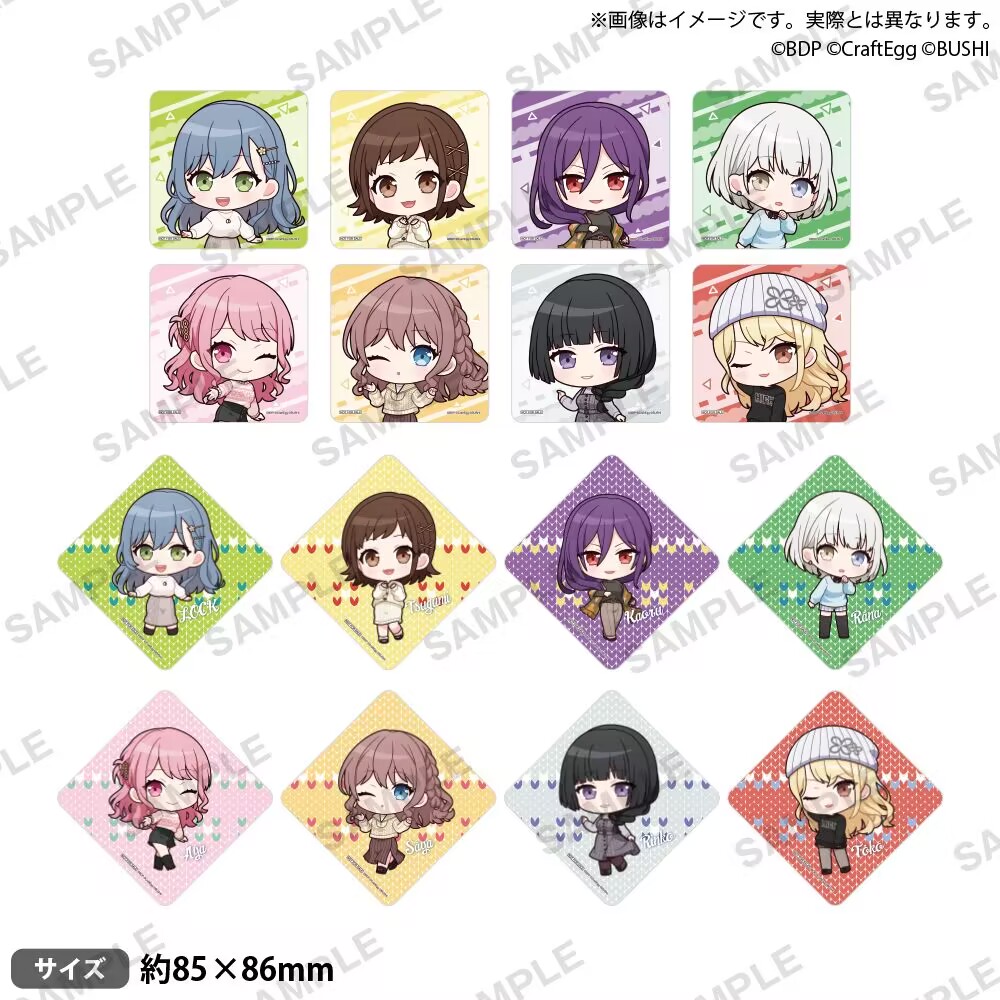 ※画像はイメージです。実際とは異なります。
©BDP ©CraftEgg ©BUSHI
SAMPLE
LOCK
Tsugumi
Kaoru
Rana
Aya
Saya
Rinko
Toko
サイズ
約85×86mm